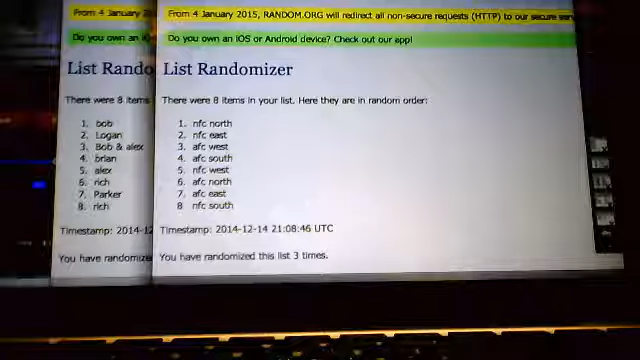 From 4 January 2
Do you own an iO
List Rando
There were 8 items
1. bob
2. Logan
3. Bob & alex
4. brian
5. alex
6. rich
7. Parker
8. rich
Timestamp: 2014-12
You have randomize
From 4 January 2015, RANDOM.ORG will redirect all non-secure requests (HTTP) to our secure serv
Do you own an iOS or Android device? Check out our app!
List Randomizer
There were 8 items in your list. Here they are in random order:
1. nfc north
2. nfc east
3. afc west
4. afc south
5. nfc west
6. afc north
7. afc east
8 nfc south
Timestamp: 2014-12-14 21:08:46 UTC
You have randomized this list 3 times.